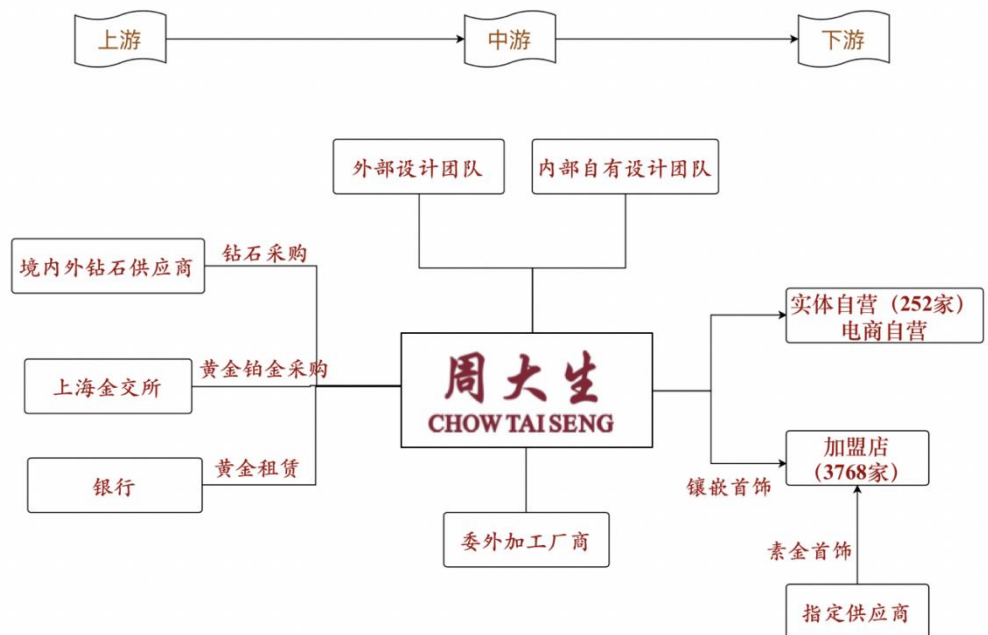 上游
中游
下游
外部设计团队
内部自有设计团队
境内外钻石供应商
钻石采购
实体自营（252家）
电商自营
上海金交所
黄金铂金采购
周大生
CHOW TAI SENG
银行
黄金租赁
加盟店
（3768家）
镶嵌首饰
委外加工厂商
素金首饰
指定供应商